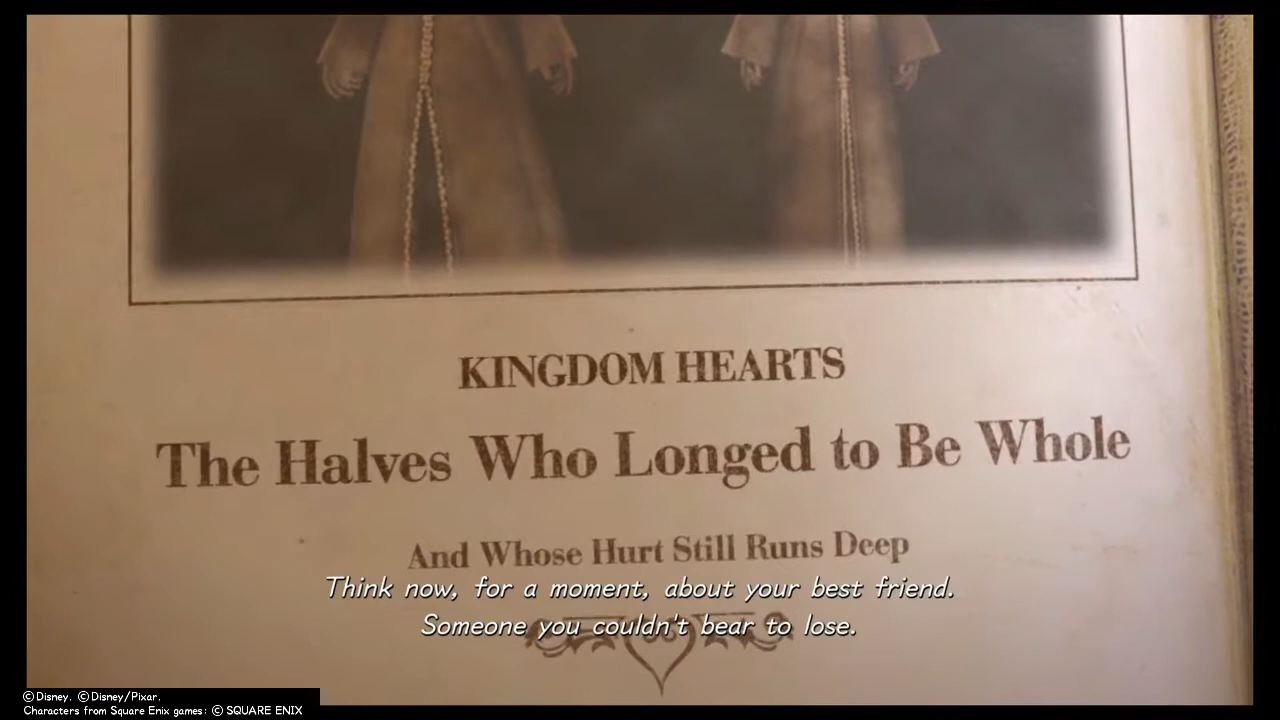 KINGDOM HEARTS
The Halves Who Longed to Be Whole
And Whose Hurt Still Runs Deep
Think now, for a moment, about your best friend.
Someone you couldn't bear to lose.
© Disney. © Disney/Pixar.
Characters from Square Enix games: © SQUARE ENIX